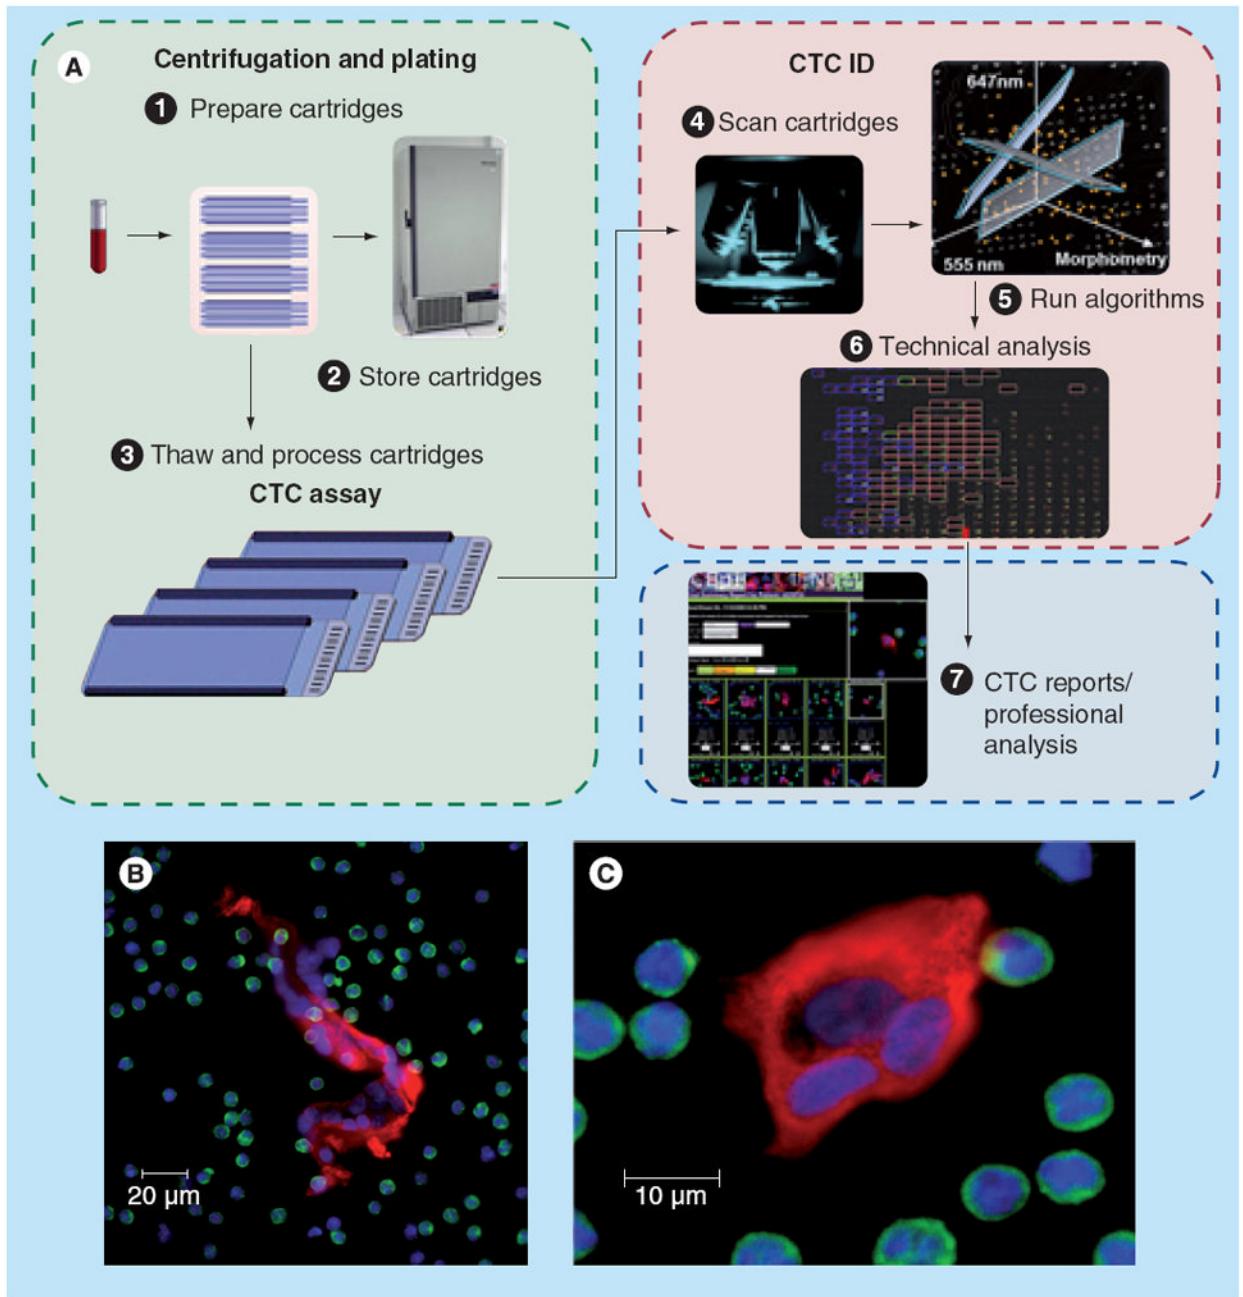 A
Centrifugation and plating
1 Prepare cartridges
2 Store cartridges
3 Thaw and process cartridges
CTC assay
CTC ID
4 Scan cartridges
647nm
555 nm
Morphometry
5 Run algorithms
6 Technical analysis
7 CTC reports/
professional
analysis
B
20 µm
C
10 µm